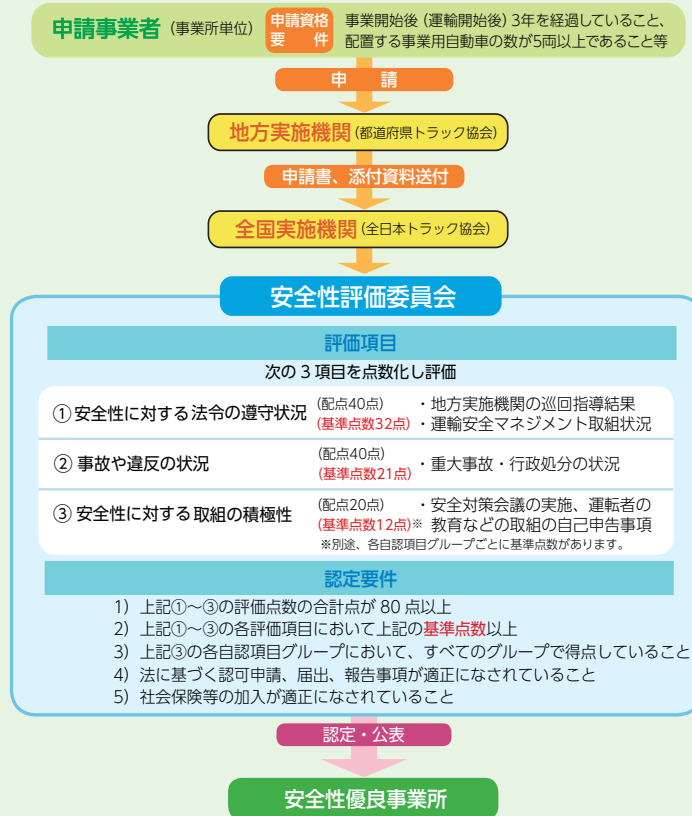 申請事業者(事業所単位) 申請資格要件 事業開始後(運輸開始後)3年を経過していること、
配置する事業用自動車の数が5両以上であること等
申請
地方実施機関(都道府県トラック協会)
申請書、添付資料送付
全国実施機関(全日本トラック協会)
安全性評価委員会
評価項目
次の3項目を点数化し評価
①安全性に対する法令の遵守状況 (配点40点) ・地方実施機関の巡回指導結果
(基準点数32点) ・運輸安全マネジメント取組状況
②事故や違反の状況 (配点40点) ・重大事故・行政処分の状況
(基準点数21点)
③安全性に対する取組の積極性 (配点20点) ・安全対策会議の実施、運転者の
(基準点数12点)※ 教育などの取組の自己申告事項
※別途、各自認項目グループごとに基準点数があります。
認定要件
1)上記①~③の評価点数の合計点が80点以上
2)上記①~③の各評価項目において上記の基準点数以上
3)上記③の各自認項目グループにおいて、すべてのグループで得点していること
4)法に基づく認可申請、届出、報告事項が適正になされていること
5)社会保険等の加入が適正になされていること
認定・公表
安全性優良事業所